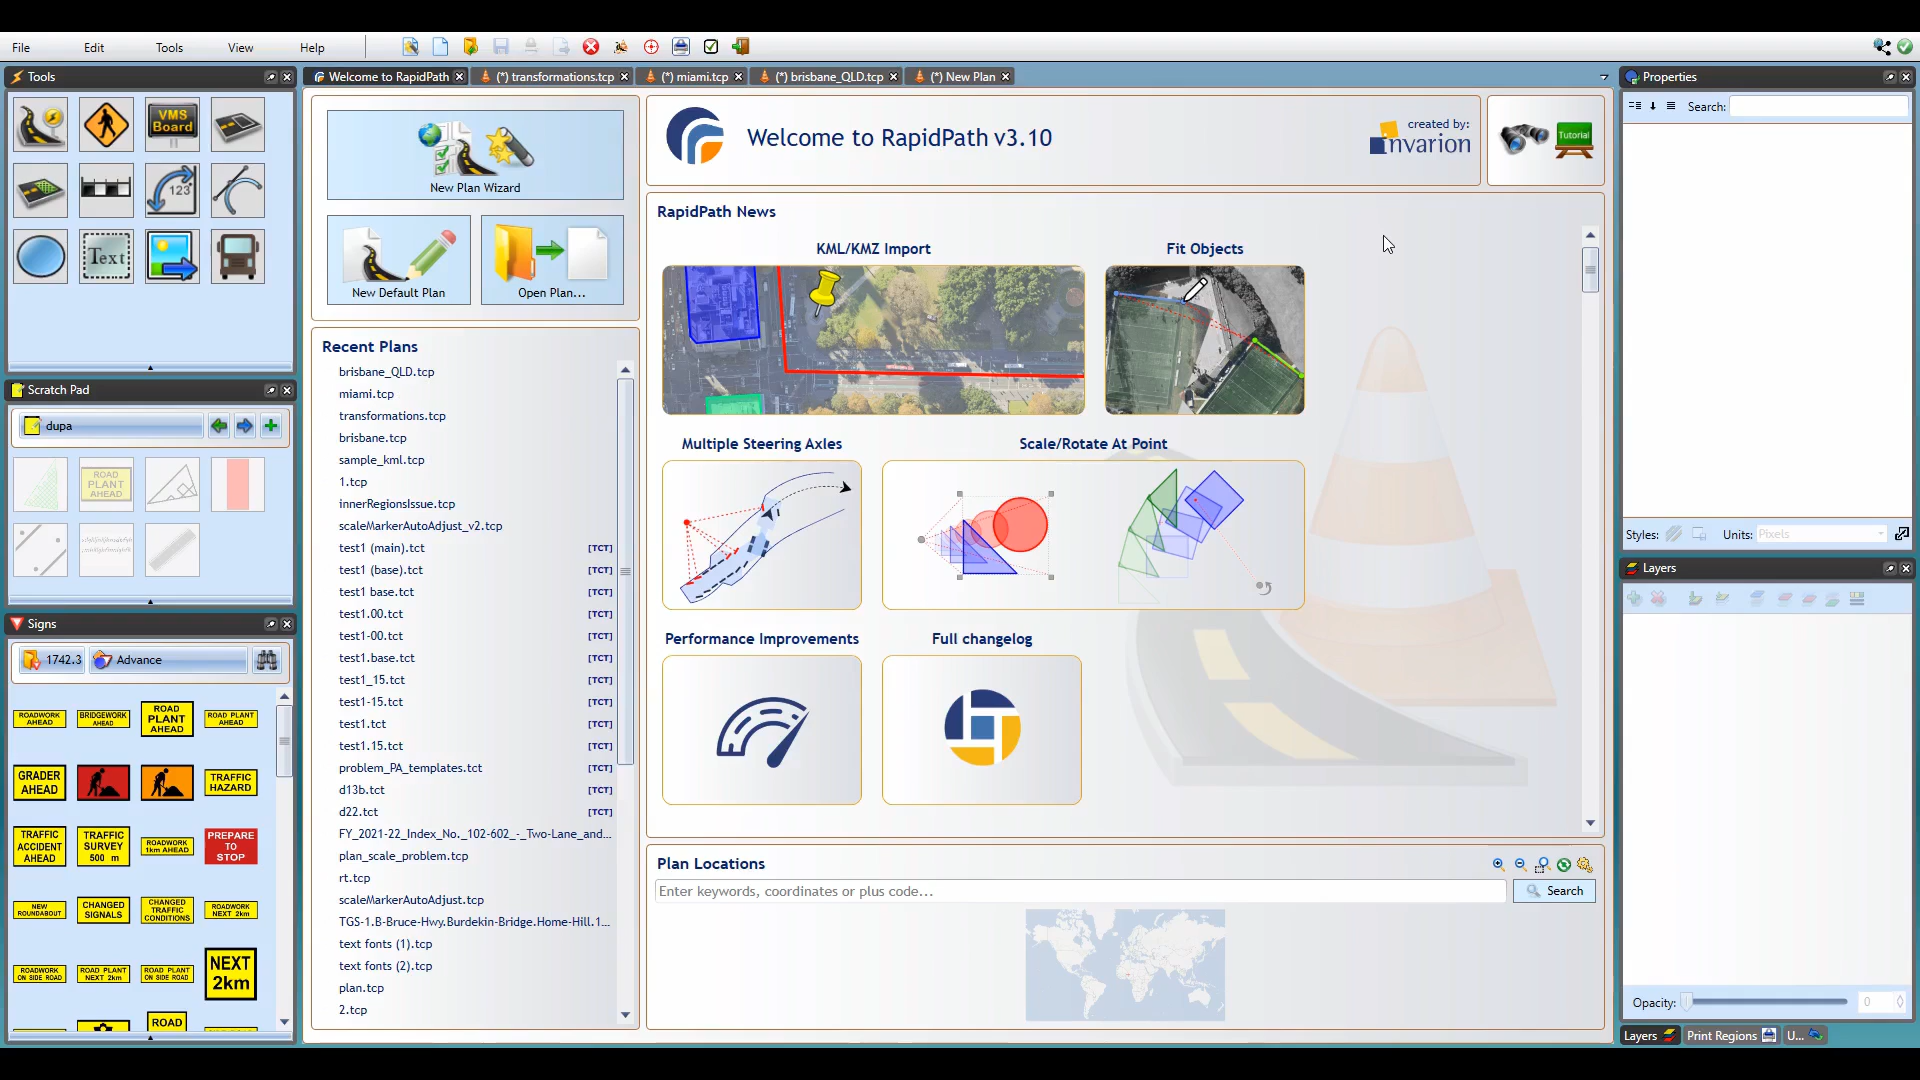 File Edit Tools View Help
Tools
Welcome to RapidPath
(*) transformations.tcp
(*) miami.tcp
(*) brisbane_QLD.tcp
(*) New Plan
Properties
Search:
VMS Board
123
Text
New Plan Wizard
New Default Plan
Open Plan...
Welcome to RapidPath v3.10
created by:
invarion
Tutorial
RapidPath News
KML/KMZ Import
Fit Objects
Multiple Steering Axles
Scale/Rotate At Point
Performance Improvements
Full changelog
Recent Plans
brisbane_QLD.tcp
miami.tcp
transformations.tcp
brisbane.tcp
sample_kml.tcp
1.tcp
innerRegionsIssue.tcp
scaleMarkerAutoAdjust_v2.tcp
test1 (main).tct [TCT]
test1 (base).tct [TCT]
test1 base.tct [TCT]
test1.00.tct [TCT]
test1-00.tct [TCT]
test1.base.tct [TCT]
test1_15.tct [TCT]
test1-15.tct [TCT]
test1.tct [TCT]
test1.15.tct [TCT]
problem_PA_templates.tct [TCT]
d13b.tct [TCT]
d22.tct [TCT]
FY_2021-22_Index_No._102-602_-_Two-Lane_and...
plan_scale_problem.tcp
rt.tcp
scaleMarkerAutoAdjust.tcp
TGS-1.B-Bruce-Hwy.Burdekin-Bridge.Home-Hill.1...
text fonts (1).tcp
text fonts (2).tcp
plan.tcp
2.tcp
Scratch Pad
dupa
ROAD PLANT AHEAD
Signs
1742.3
Advance
ROADWORK AHEAD
BRIDGEWORK AHEAD
ROAD PLANT AHEAD
ROAD PLANT AHEAD
GRADER AHEAD
TRAFFIC HAZARD
TRAFFIC ACCIDENT AHEAD
TRAFFIC SURVEY 500 m
ROADWORK 1km AHEAD
PREPARE TO STOP
NEW ROUNDABOUT
CHANGED SIGNALS
CHANGED TRAFFIC CONDITIONS
ROADWORK NEXT 2km
ROADWORK ON SIDE ROAD
ROAD PLANT NEXT 2km
ROAD PLANT ON SIDE ROAD
NEXT 2km
ROAD
Plan Locations
Enter keywords, coordinates or plus code...
Search
Styles:
Units: Pixels
Layers
Opacity: 0
Layers
Print Regions
U...